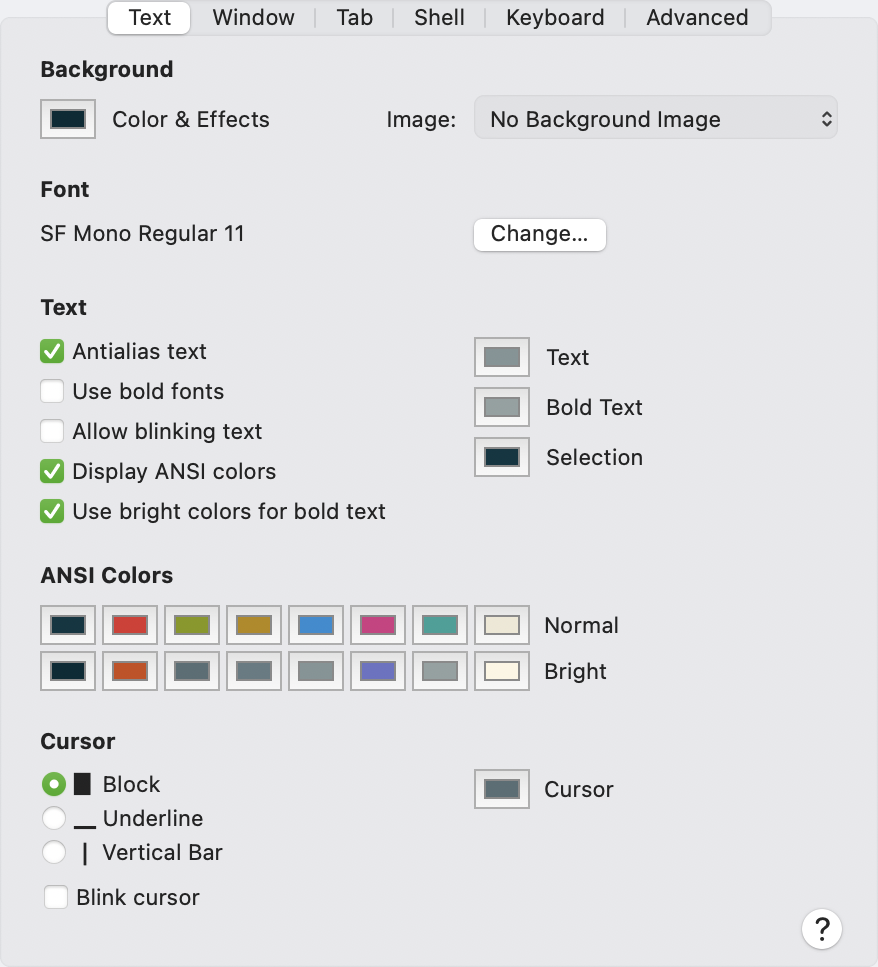 Text Window Tab Shell Keyboard Advanced
Background
Color & Effects Image: No Background Image
Font
SF Mono Regular 11 Change...
Text
Antialias text
Text
Use bold fonts
Bold Text
Allow blinking text
Selection
Display ANSI colors
Use bright colors for bold text
ANSI Colors
Normal
Bright
Cursor
Block
Cursor
Underline
Vertical Bar
Blink cursor
?